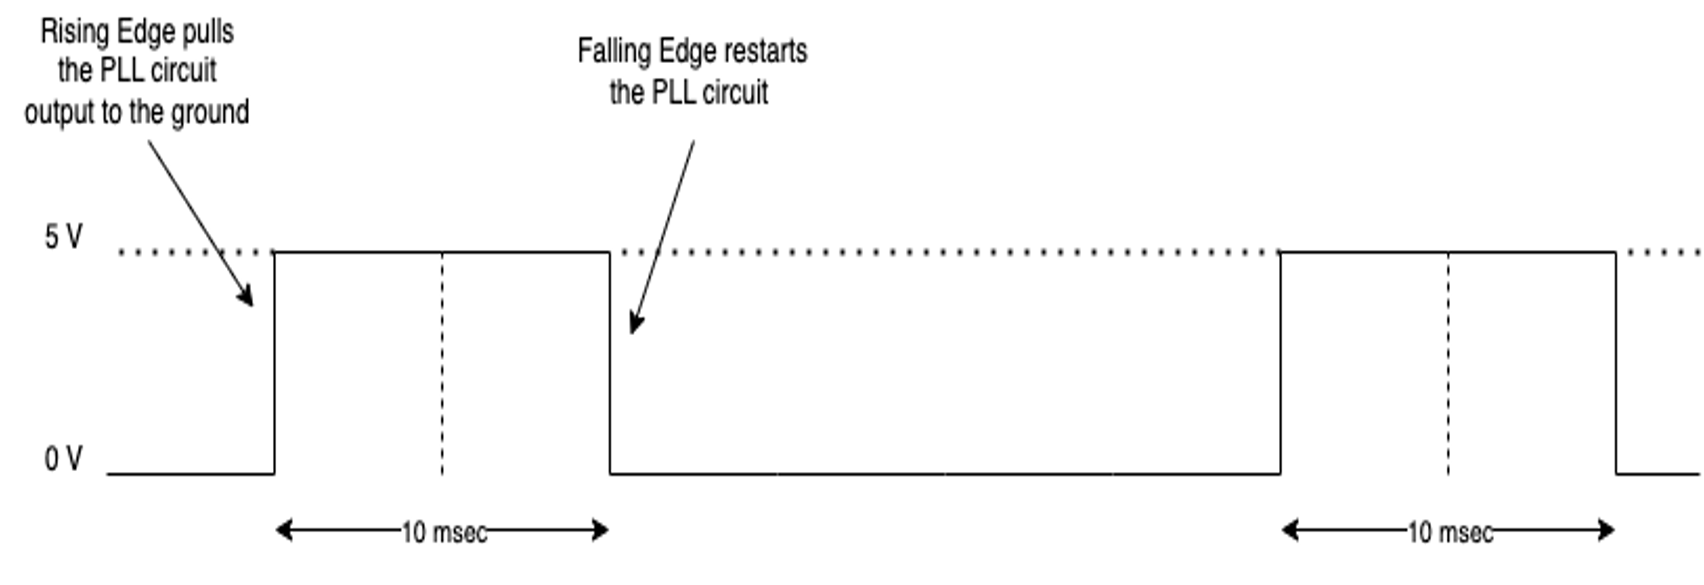 Rising Edge pulls
the PLL circuit
output to the ground
Falling Edge restarts
the PLL circuit
5 V
0 V
10 msec
10 msec